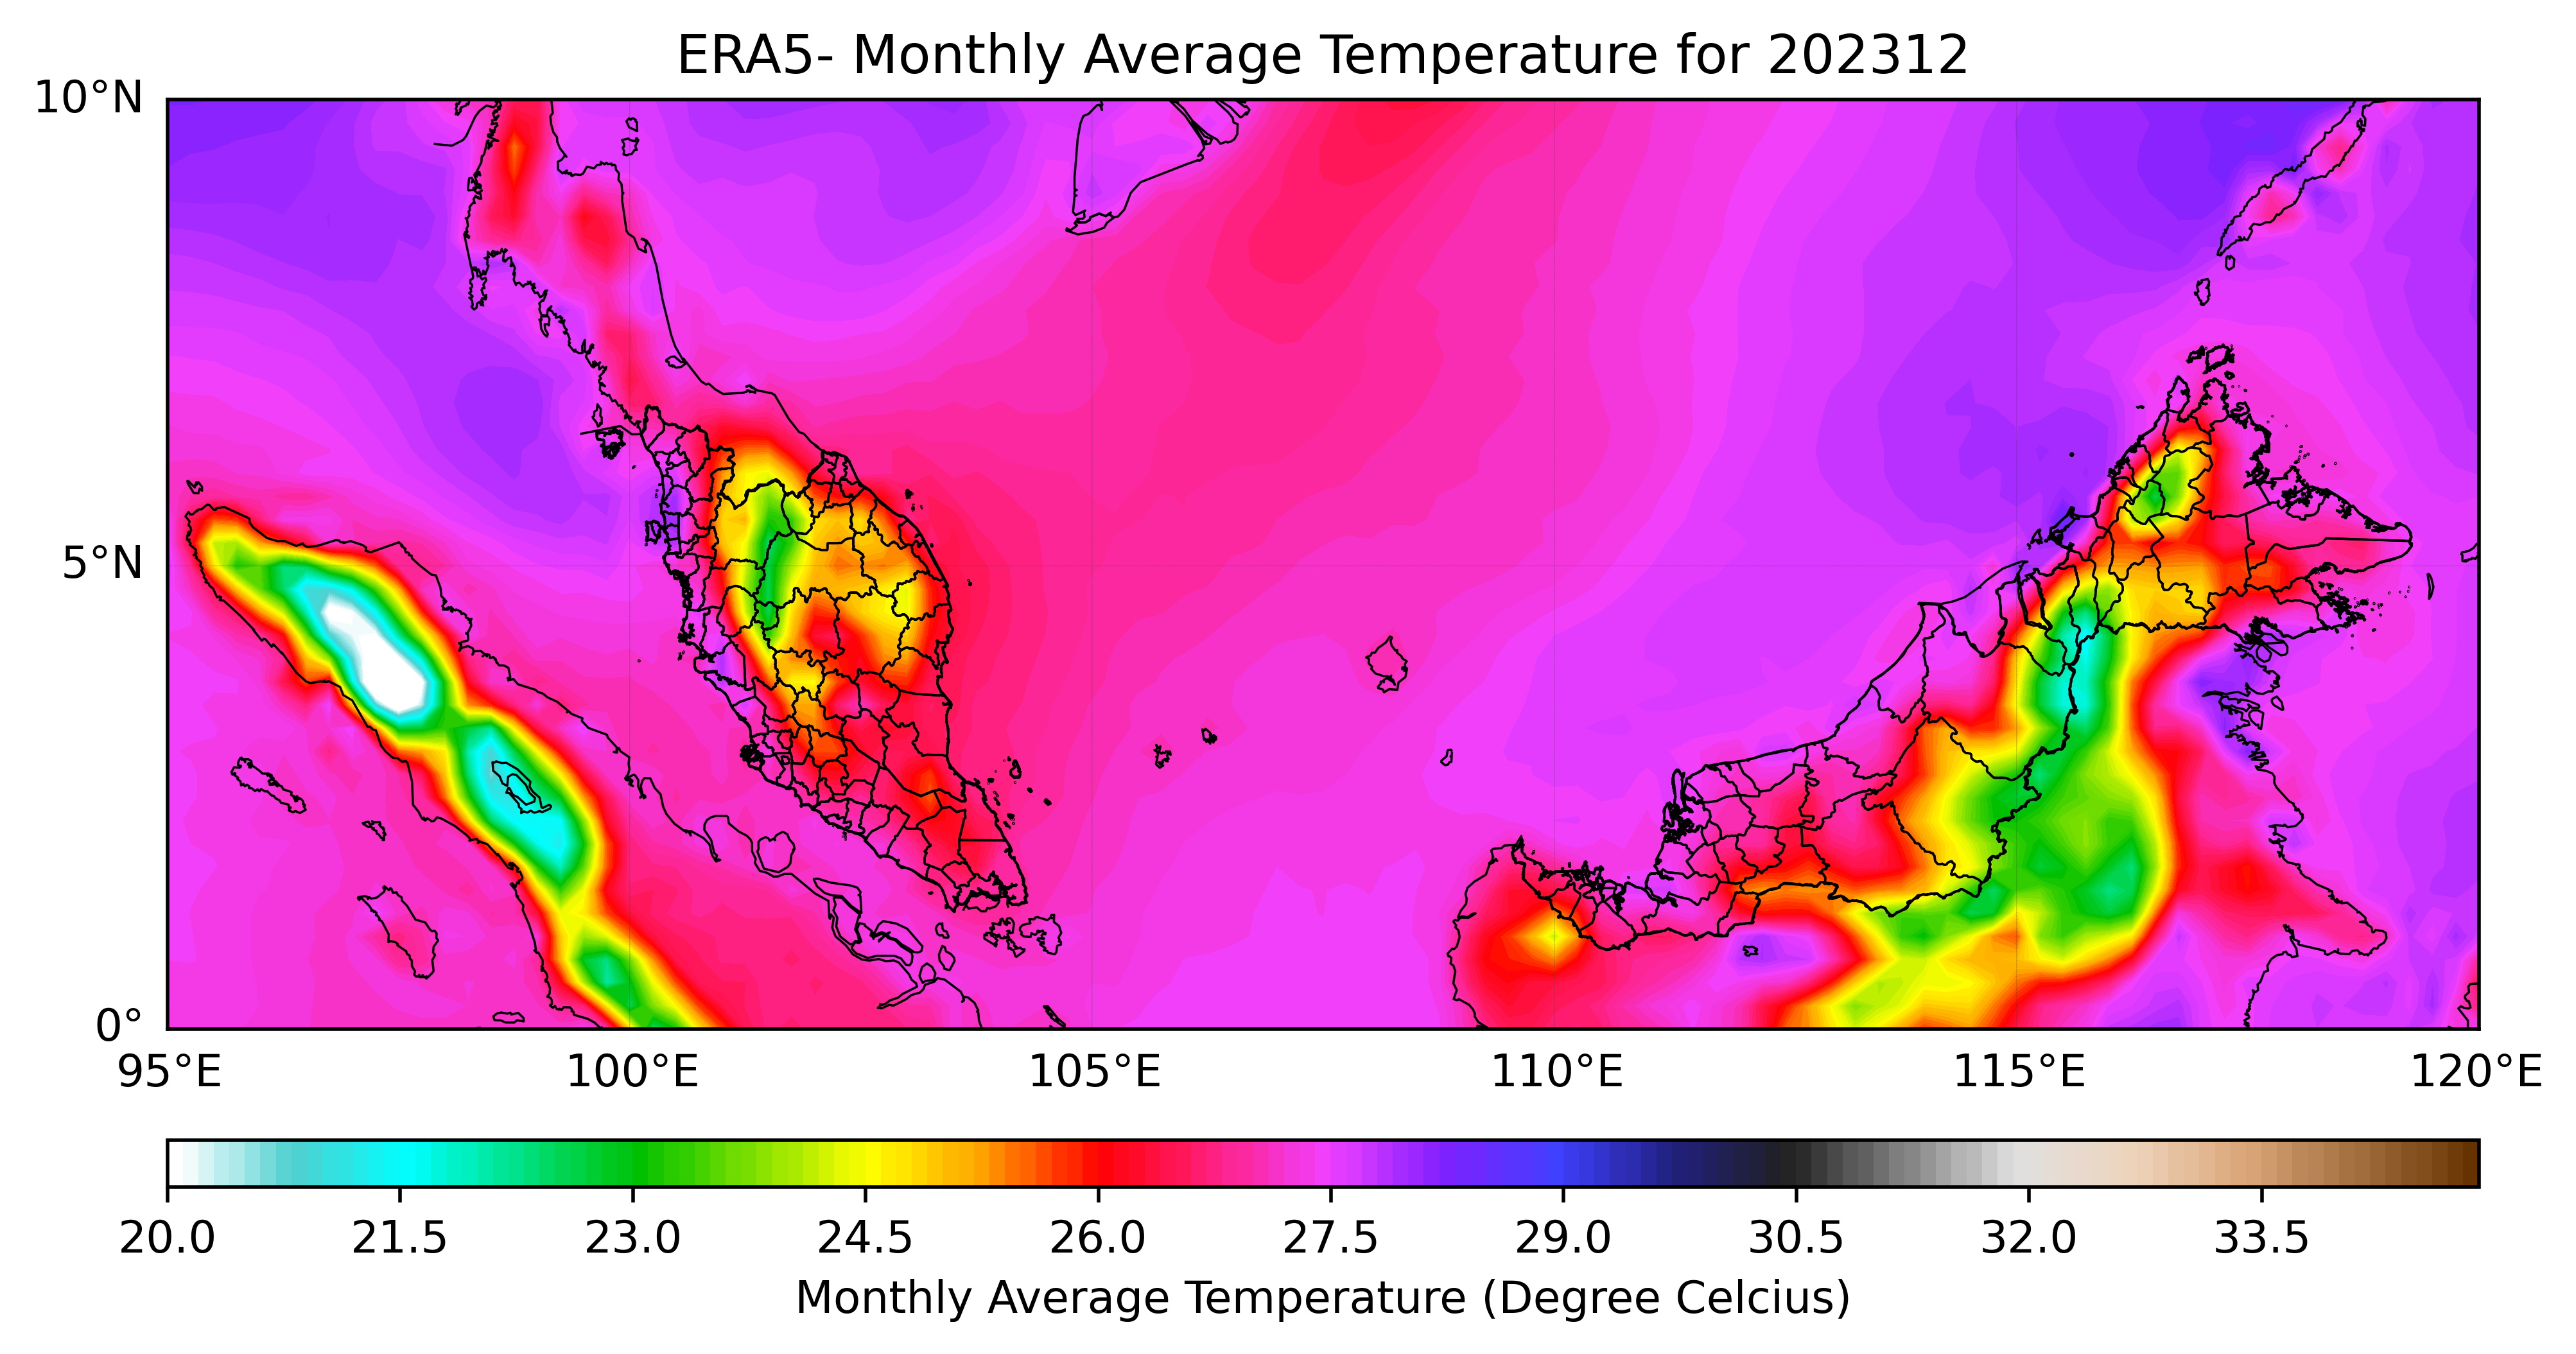 ERA5- Monthly Average Temperature for 202312
10°N
5°N
0°
95°E 100°E 105°E 110°E 115°E 120°E
20.0 21.5 23.0 24.5 26.0 27.5 29.0 30.5 32.0 33.5
Monthly Average Temperature (Degree Celcius)